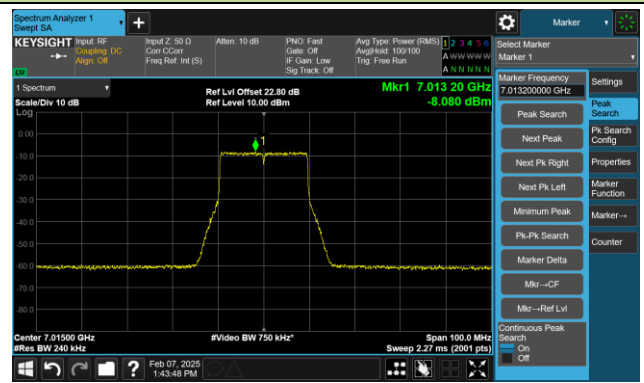 Spectrum Analyzer 1
Swept SA
Marker
KEYSIGHT
Input: RF
Coupling: DC
Align: Off
Input Z: 50 Ω
Corr CCorr
Freq Ref: Int (S)
Atten: 10 dB
PNO: Fast
Gate: Off
IF Gain: Low
Sig Track: Off
Avg Type: Power (RMS)
Avg|Hold: 100/100
Trig: Free Run
1 2 3 4 5 6
A W W W W W
A N N N N N
LW
Select Marker
Marker 1
1 Spectrum
Scale/Div 10 dB
Log
Ref Lvl Offset 22.80 dB
Ref Level 10.00 dBm
Mkr1 7.013 20 GHz
-8.080 dBm
1
0.00
-10.0
-20.0
-30.0
-40.0
-50.0
-60.0
-70.0
-80.0
Center 7.01500 GHz
#Res BW 240 kHz
#Video BW 750 kHz*
Span 100.0 MHz
Sweep 2.27 ms (2001 pts)
Marker Frequency
7.013200000 GHz
Peak Search
Next Peak
Next Pk Right
Next Pk Left
Minimum Peak
Pk-Pk Search
Marker Delta
Mkr→CF
Mkr→Ref Lvl
Continuous Peak
Search
On
Off
Settings
Peak
Search
Pk Search
Config
Properties
Marker
Function
Marker→
Counter
?
Feb 07, 2025
1:43:48 PM